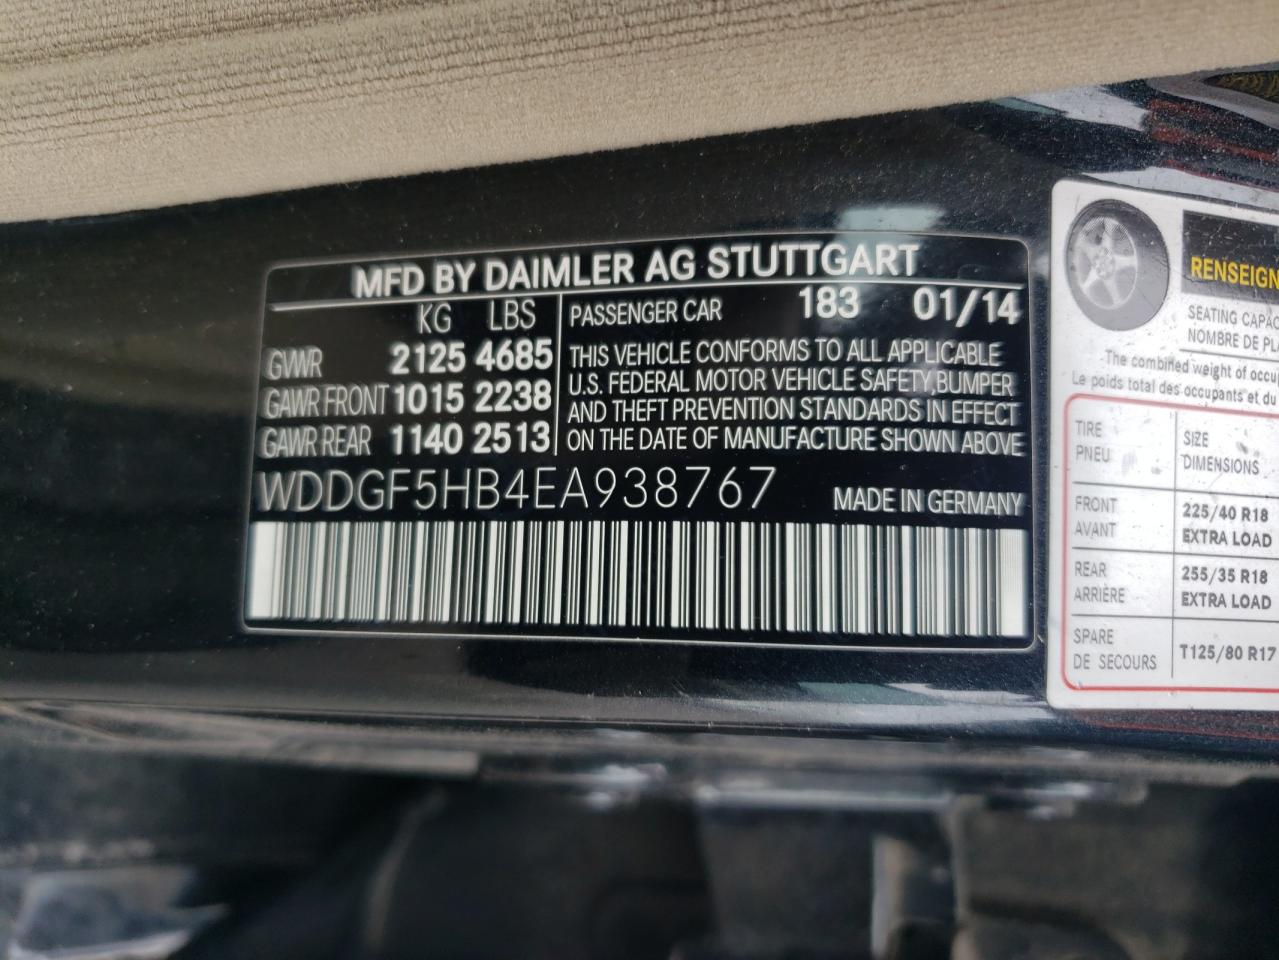 MFD BY DAIMLER AG STUTTGART
KG LBS
GVWR 2125 4685
GAWR FRONT 1015 2238
GAWR REAR 1140 2513
PASSENGER CAR 183 01/14
THIS VEHICLE CONFORMS TO ALL APPLICABLE
U.S. FEDERAL MOTOR VEHICLE SAFETY, BUMPER
AND THEFT PREVENTION STANDARDS IN EFFECT
ON THE DATE OF MANUFACTURE SHOWN ABOVE
WDDGF5HB4EA938767 MADE IN GERMANY
RENSEIGN
SEATING CAPAC
NOMBRE DE PLA
The combined weight of occu
Le poids total des occupants et du
TIRE SIZE
PNEU DIMENSIONS
FRONT 225/40 R18
AVANT EXTRA LOAD
REAR 255/35 R18
ARRIÈRE EXTRA LOAD
SPARE T125/80 R17
DE SECOURS